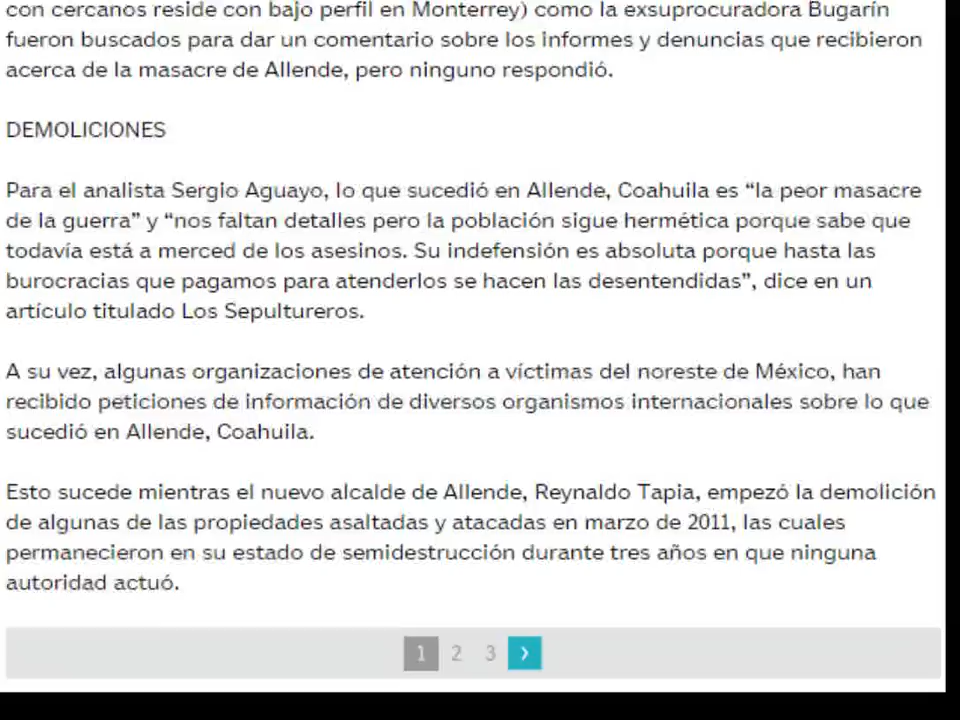 con cercanos reside con bajo perfil en Monterrey) como la exsuprocuradora Bugarín
fueron buscados para dar un comentario sobre los informes y denuncias que recibieron
acerca de la masacre de Allende, pero ninguno respondió.
DEMOLICIONES
Para el analista Sergio Aguayo, lo que sucedió en Allende, Coahuila es “la peor masacre
de la guerra” y “nos faltan detalles pero la población sigue hermética porque sabe que
todavía está a merced de los asesinos. Su indefensión es absoluta porque hasta las
burocracias que pagamos para atenderlos se hacen las desentendidas”, dice en un
artículo titulado Los Sepultureros.
A su vez, algunas organizaciones de atención a víctimas del noreste de México, han
recibido peticiones de información de diversos organismos internacionales sobre lo que
sucedió en Allende, Coahuila.
Esto sucede mientras el nuevo alcalde de Allende, Reynaldo Tapia, empezó la demolición
de algunas de las propiedades asaltadas y atacadas en marzo de 2011, las cuales
permanecieron en su estado de semidestrucción durante tres años en que ninguna
autoridad actuó.
1 2 3 >